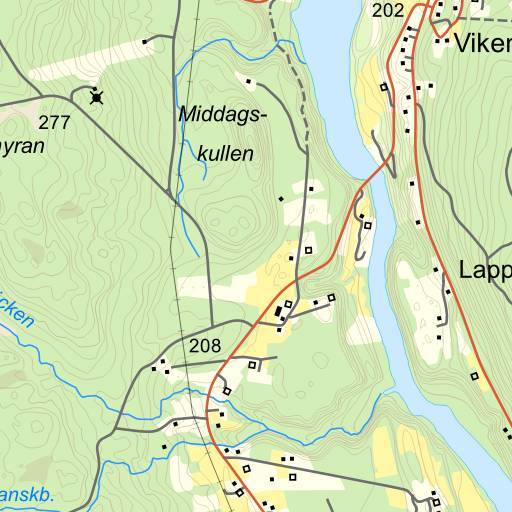 202
Viken
277
Middags-
kullen
yran
Lapp
cken
208
anskb.